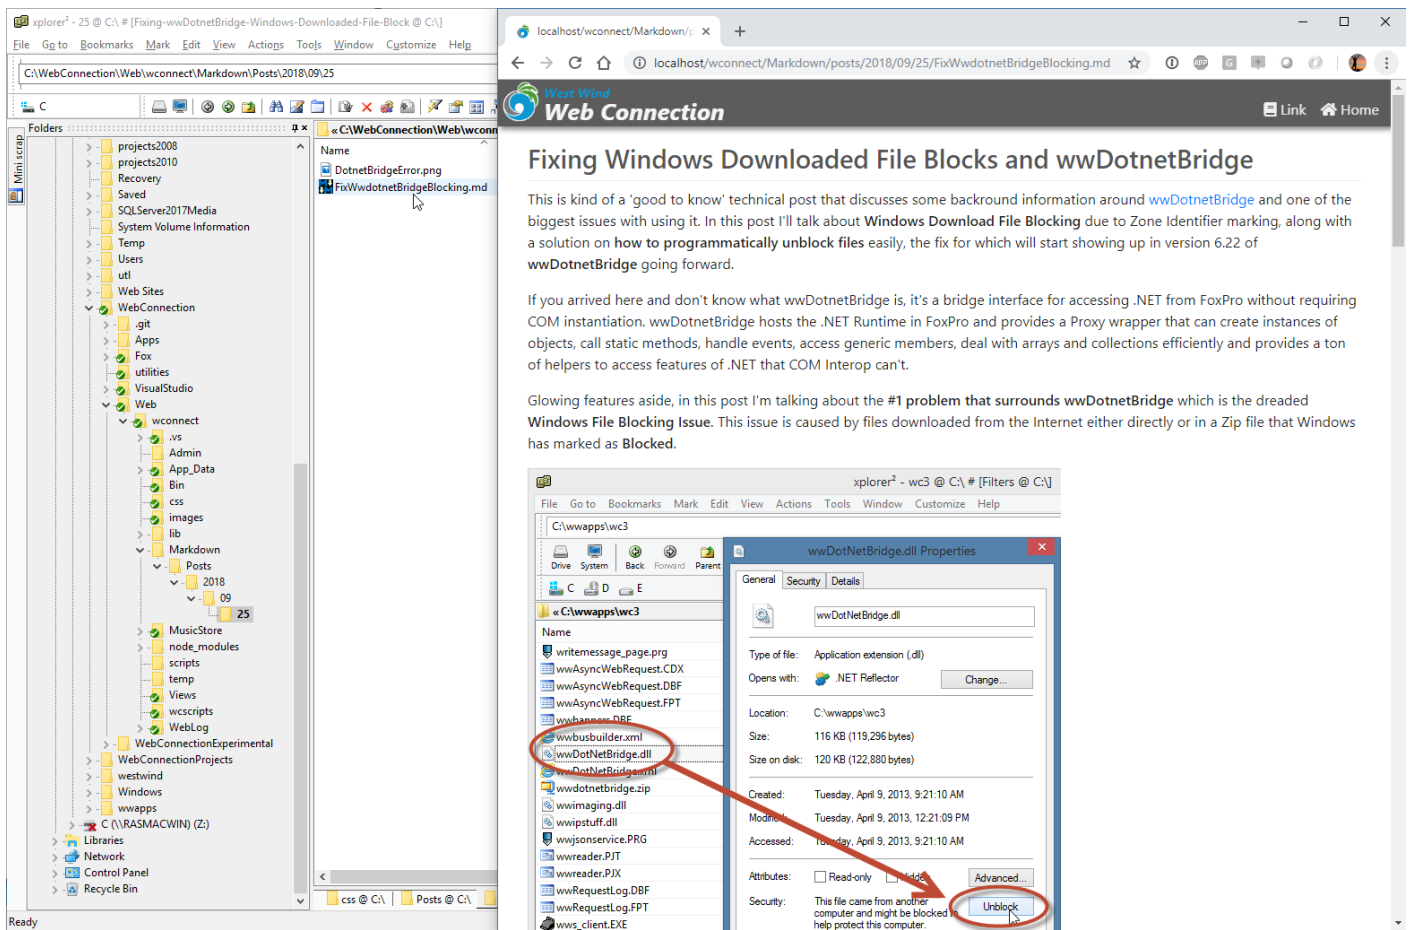 xplorer² - 25 @ C:\ # [Fixing-wwDotnetBridge-Windows-Downloaded-File-Block @ C:\]
File Go to Bookmarks Mark Edit View Actions Tools Window Customize Help
C:\WebConnection\Web\wconnect\Markdown\Posts\2018\09\25
C
Folders
Mini scrap
projects2008
projects2010
Recovery
Saved
SQLServer2017Media
System Volume Information
Temp
Users
utl
Web Sites
WebConnection
.git
Apps
Fox
utilities
VisualStudio
Web
wconnect
.vs
Admin
App_Data
Bin
css
images
lib
Markdown
Posts
2018
09
25
MusicStore
node_modules
scripts
temp
Views
wcscripts
WebLog
WebConnectionExperimental
WebConnectionProjects
westwind
Windows
wwapps
C (\\RASMACWIN) (Z:)
Libraries
Network
Control Panel
Recycle Bin
Ready
« C:\WebConnection\Web\wconn
Name
DotnetBridgeError.png
FixWwdotnetBridgeBlocking.md
css @ C:\ Posts @ C:\
localhost/wconnect/Markdown/p
localhost/wconnect/Markdown/posts/2018/09/25/FixWwdotnetBridgeBlocking.md
ABP
G
West Wind
Web Connection
Link Home
Fixing Windows Downloaded File Blocks and wwDotnetBridge
This is kind of a 'good to know' technical post that discusses some backround information around wwDotnetBridge and one of the
biggest issues with using it. In this post I'll talk about Windows Download File Blocking due to Zone Identifier marking, along with
a solution on how to programmatically unblock files easily, the fix for which will start showing up in version 6.22 of
wwDotnetBridge going forward.
If you arrived here and don't know what wwDotnetBridge is, it's a bridge interface for accessing .NET from FoxPro without requiring
COM instantiation. wwDotnetBridge hosts the .NET Runtime in FoxPro and provides a Proxy wrapper that can create instances of
objects, call static methods, handle events, access generic members, deal with arrays and collections efficiently and provides a ton
of helpers to access features of .NET that COM Interop can't.
Glowing features aside, in this post I'm talking about the #1 problem that surrounds wwDotnetBridge which is the dreaded
Windows File Blocking Issue. This issue is caused by files downloaded from the Internet either directly or in a Zip file that Windows
has marked as Blocked.
xplorer² - wc3 @ C:\ # [Filters @ C:\]
File Go to Bookmarks Mark Edit View Actions Tools Window Customize Help
C:\wwapps\wc3
Drive System Back Forward Parent
C D E
« C:\wwapps\wc3
Name
writemessage_page.prg
wwAsyncWebRequest.CDX
wwAsyncWebRequest.DBF
wwAsyncWebRequest.FPT
wwbanners.DBF
wwbusbuilder.xml
wwDotNetBridge.dll
wwDotNetBridge.xml
wwdotnetbridge.zip
wwimaging.dll
wwipstuff.dll
wwjsonservice.PRG
wwreader.PJT
wwreader.PJX
wwRequestLog.DBF
wwRequestLog.FPT
wws_client.EXE
wwDotNetBridge.dll Properties
General Security Details
wwDotNetBridge.dll
Type of file: Application extension (.dll)
Opens with: .NET Reflector Change...
Location: C:\wwapps\wc3
Size: 116 KB (119,296 bytes)
Size on disk: 120 KB (122,880 bytes)
Created: Tuesday, April 9, 2013, 9:21:10 AM
Modified: Tuesday, April 9, 2013, 12:21:09 PM
Accessed: Tuesday, April 9, 2013, 9:21:10 AM
Attributes: Read-only Hidden Advanced...
Security: This file came from another
computer and might be blocked to
help protect this computer.
Unblock